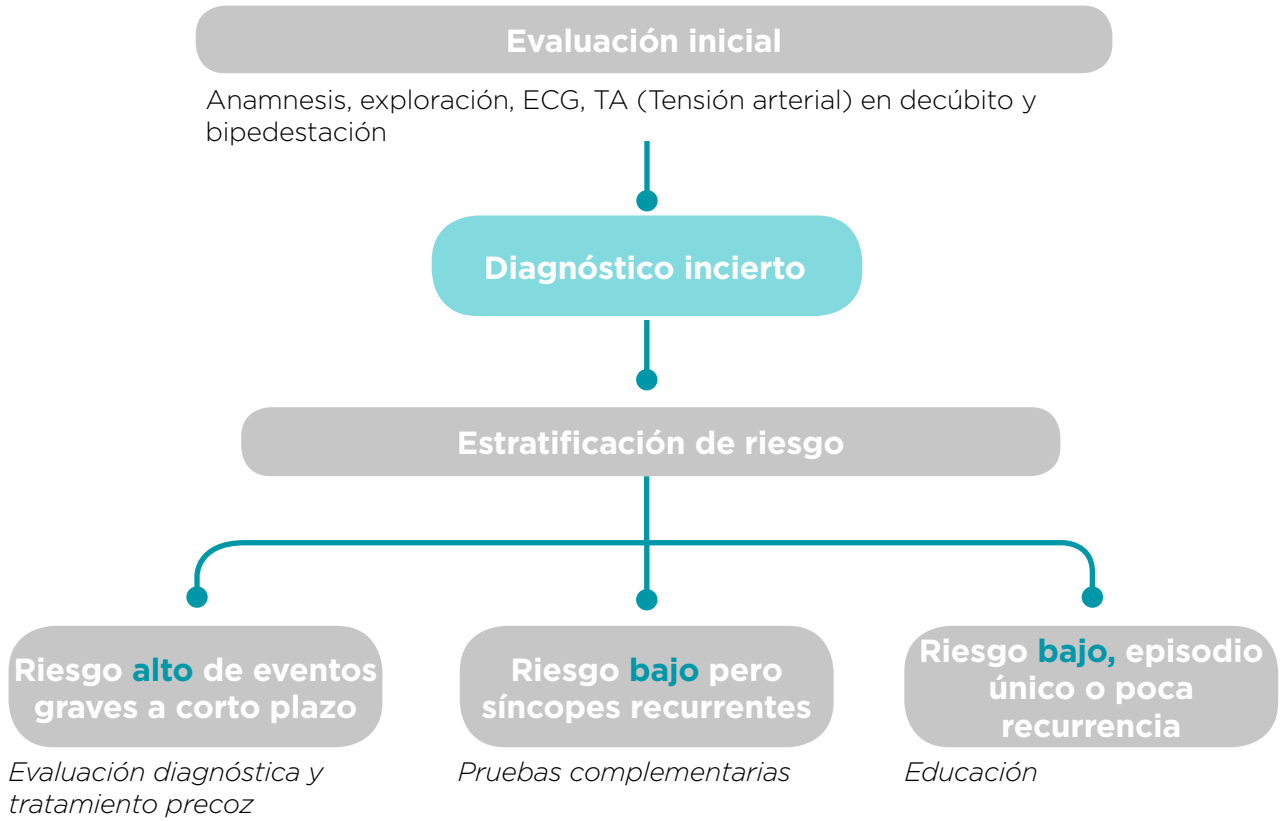 Evaluación inicial
Anamnesis, exploración, ECG, TA (Tensión arterial) en decúbito y
bipedestación
Diagnóstico incierto
Estratificación de riesgo
Riesgo alto de eventos
graves a corto plazo
Evaluación diagnóstica y
tratamiento precoz
Riesgo bajo pero
síncopes recurrentes
Pruebas complementarias
Riesgo bajo, episodio
único o poca
recurrencia
Educación